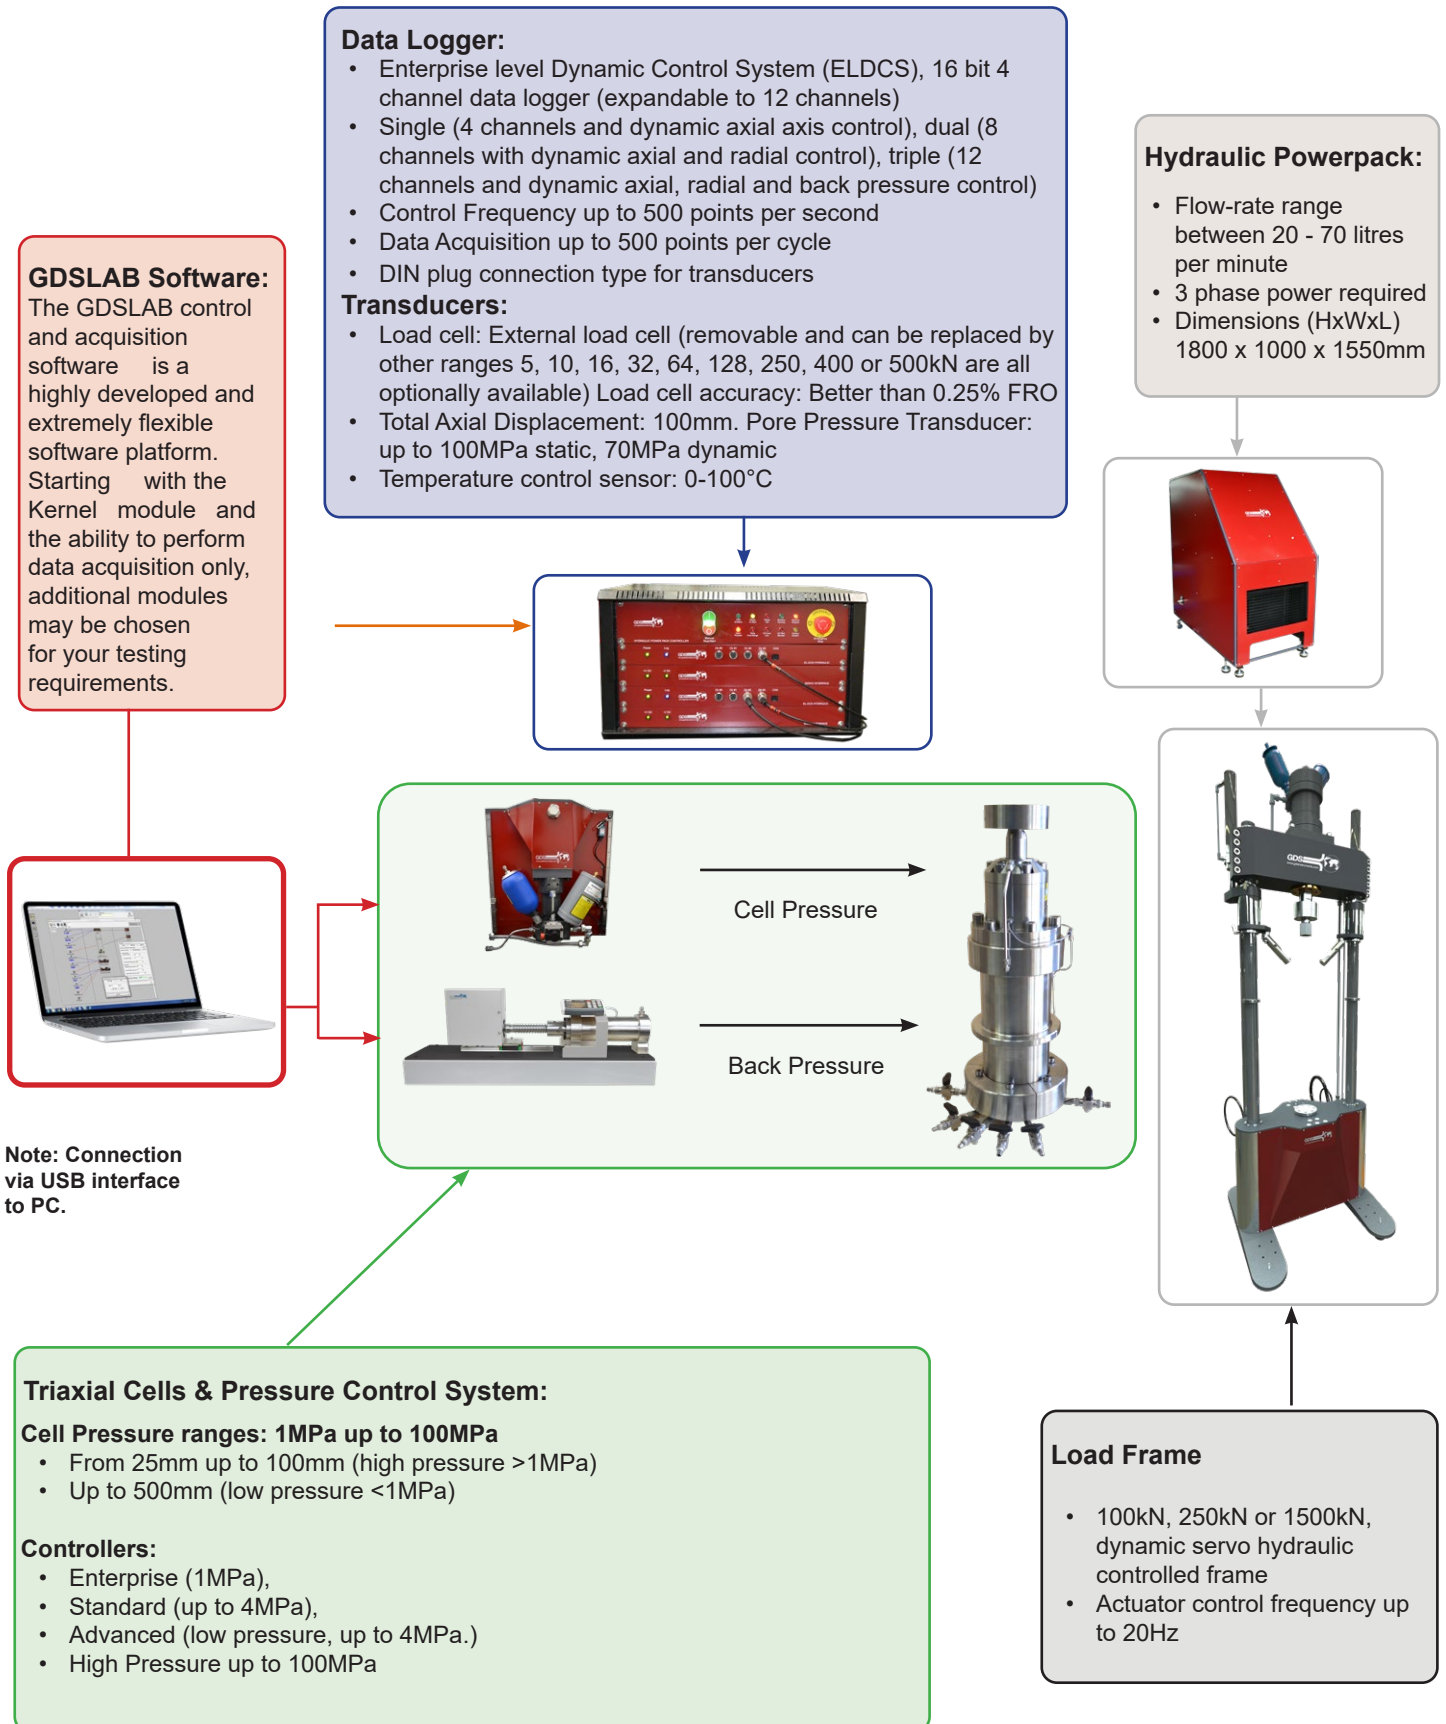 Data Logger:
• Enterprise level Dynamic Control System (ELDCS), 16 bit 4
channel data logger (expandable to 12 channels)
• Single (4 channels and dynamic axial axis control), dual (8
channels with dynamic axial and radial control), triple (12
channels and dynamic axial, radial and back pressure control)
• Control Frequency up to 500 points per second
• Data Acquisition up to 500 points per cycle
• DIN plug connection type for transducers
Transducers:
• Load cell: External load cell (removable and can be replaced by
other ranges 5, 10, 16, 32, 64, 128, 250, 400 or 500kN are all
optionally available) Load cell accuracy: Better than 0.25% FRO
• Total Axial Displacement: 100mm. Pore Pressure Transducer:
up to 100MPa static, 70MPa dynamic
• Temperature control sensor: 0-100°C
Hydraulic Powerpack:
• Flow-rate range
between 20 - 70 litres
per minute
• 3 phase power required
• Dimensions (HxWxL)
1800 x 1000 x 1550mm
GDSLAB Software:
The GDSLAB control
and acquisition
software is a
highly developed and
extremely flexible
software platform.
Starting with the
Kernel module and
the ability to perform
data acquisition only,
additional modules
may be chosen
for your testing
requirements.
Cell Pressure
Back Pressure
GDS
Note: Connection
via USB interface
to PC.
Triaxial Cells & Pressure Control System:
Cell Pressure ranges: 1MPa up to 100MPa
• From 25mm up to 100mm (high pressure >1MPa)
• Up to 500mm (low pressure <1MPa)
Controllers:
• Enterprise (1MPa),
• Standard (up to 4MPa),
• Advanced (low pressure, up to 4MPa.)
• High Pressure up to 100MPa
Load Frame
• 100kN, 250kN or 1500kN,
dynamic servo hydraulic
controlled frame
• Actuator control frequency up
to 20Hz